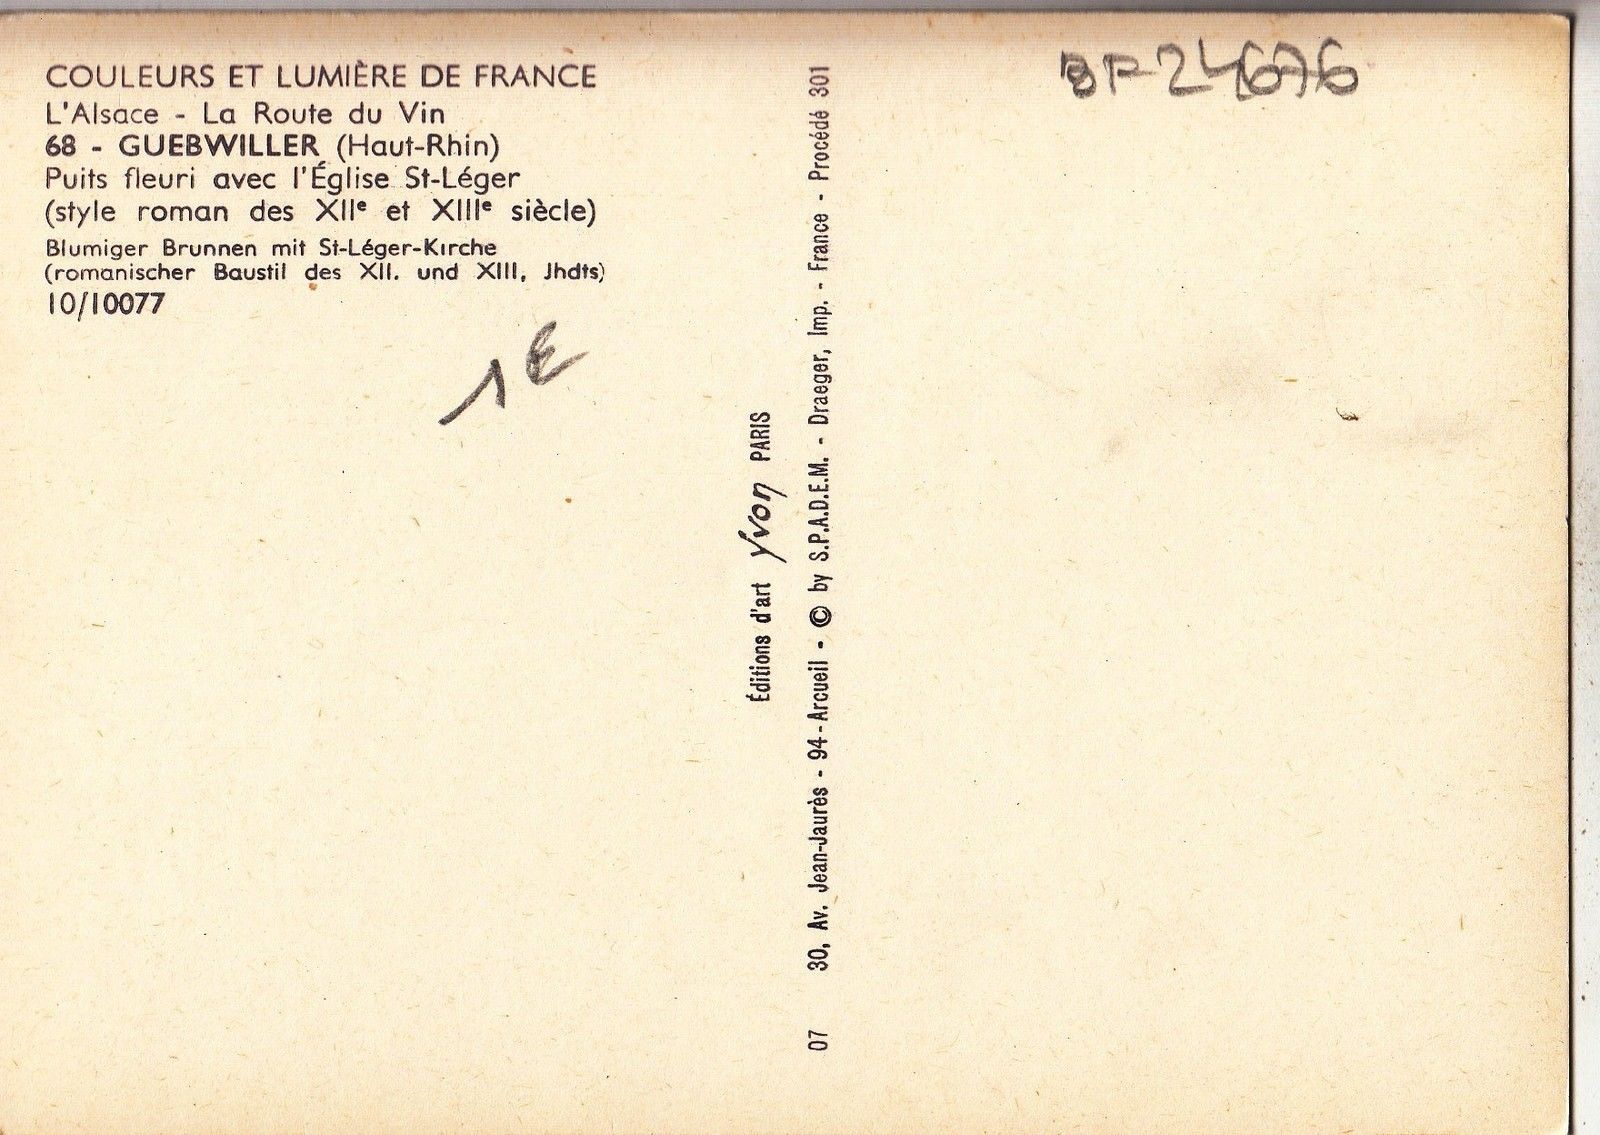 COULEURS ET LUMIÈRE DE FRANCE
L'Alsace - La Route du Vin
68 - GUEBWILLER (Haut-Rhin)
Puits fleuri avec l'Église St-Léger
(style roman des XIIe et XIIIe siècle)
Blumiger Brunnen mit St-Léger-Kirche
(romanischer Baustil des XII. und XIII. Jhdts)
10/10077
1 €
Éditions d'art yvon PARIS
07 30, Av. Jean-Jaurès - 94 - Arcueil - © by S.P.A.D.E.M. - Draeger, Imp. - France - Procédé 301